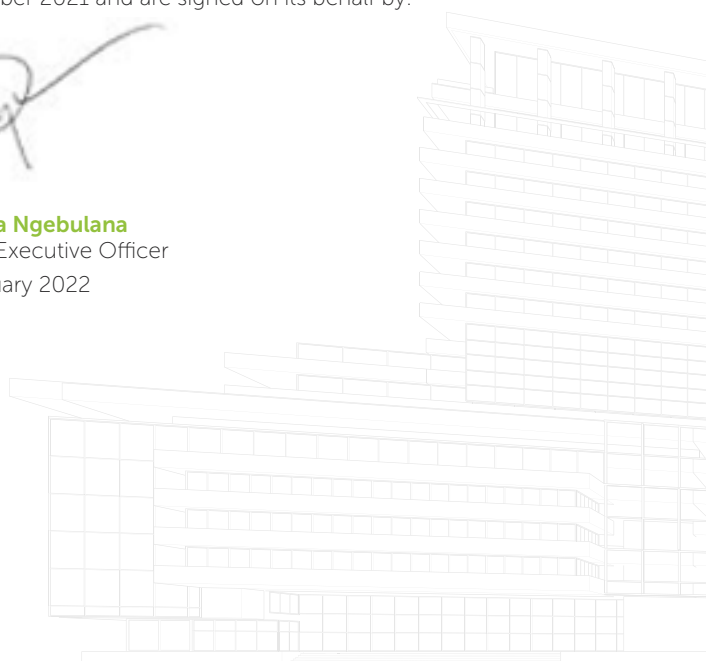 ber 2021 and are signed on its behalf by:
a Ngebulana
Executive Officer
uary 2022